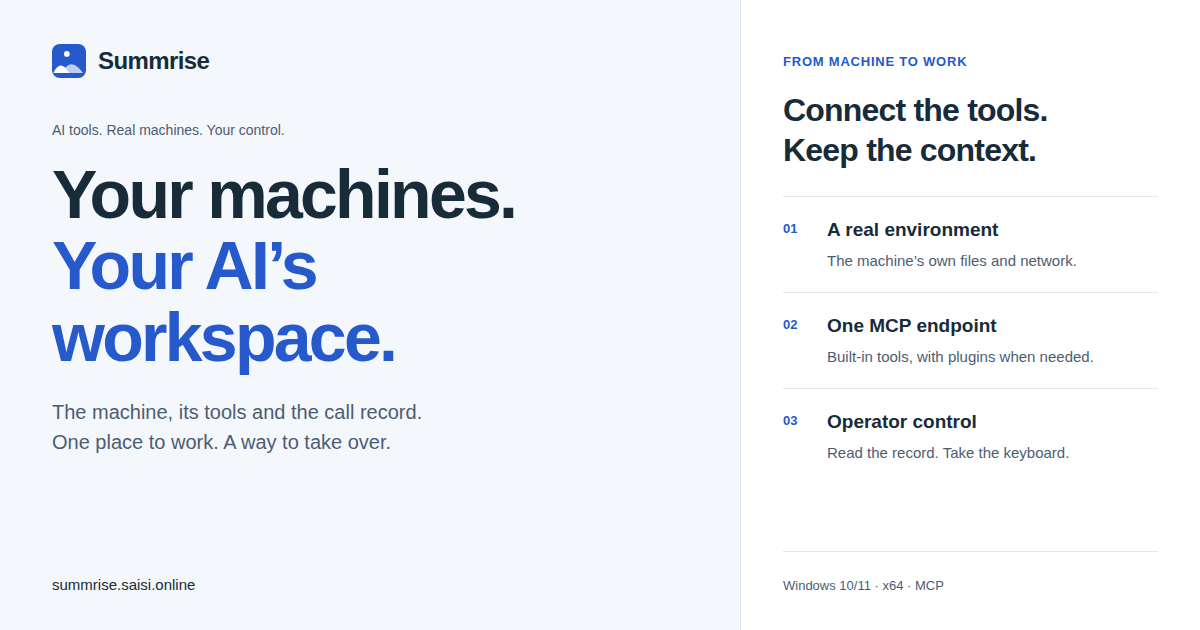 Summrise
AI tools. Real machines. Your control.
Your machines.
Your AI’s
workspace.
The machine, its tools and the call record.
One place to work. A way to take over.
summrise.saisi.online
FROM MACHINE TO WORK
Connect the tools.
Keep the context.
01
A real environment
The machine’s own files and network.
02
One MCP endpoint
Built-in tools, with plugins when needed.
03
Operator control
Read the record. Take the keyboard.
Windows 10/11 · x64 · MCP